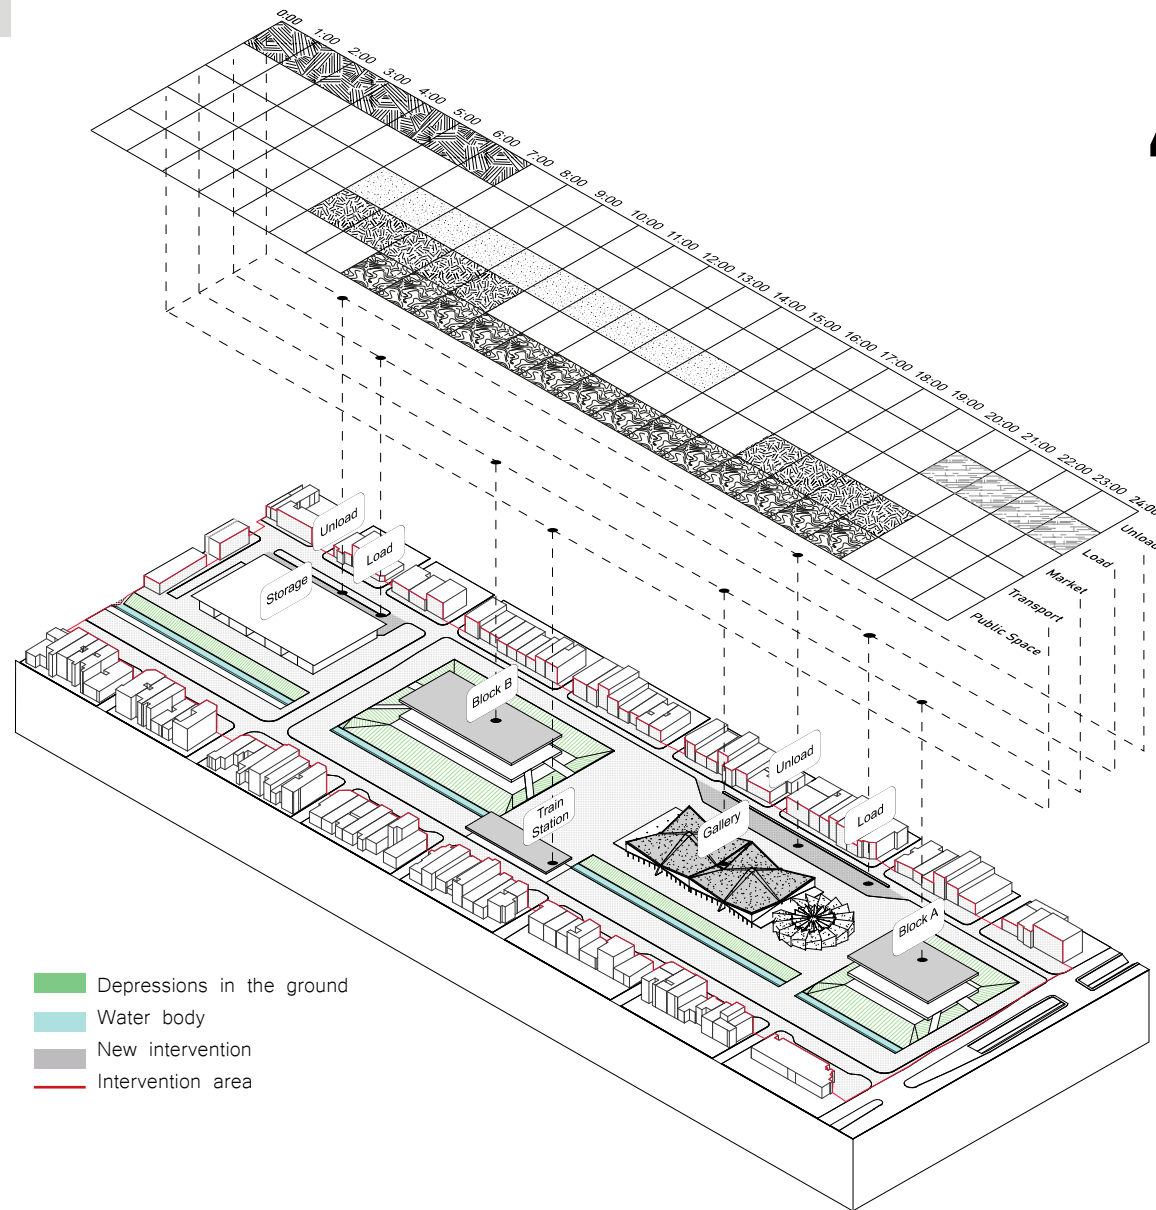 0:00
1:00
2:00
3:00
4:00
5:00
6:00
7:00
8:00
9:00
10:00
11:00
12:00
13:00
14:00
15:00
16:00
17:00
18:00
19:00
20:00
21:00
22:00
23:00
24:00
Unload
Load
Market
Transport
Public Space
Unload
Load
Storage
Block B
Train
Station
Gallery
Unload
Load
Block A
Depressions in the ground
Water body
New intervention
Intervention area